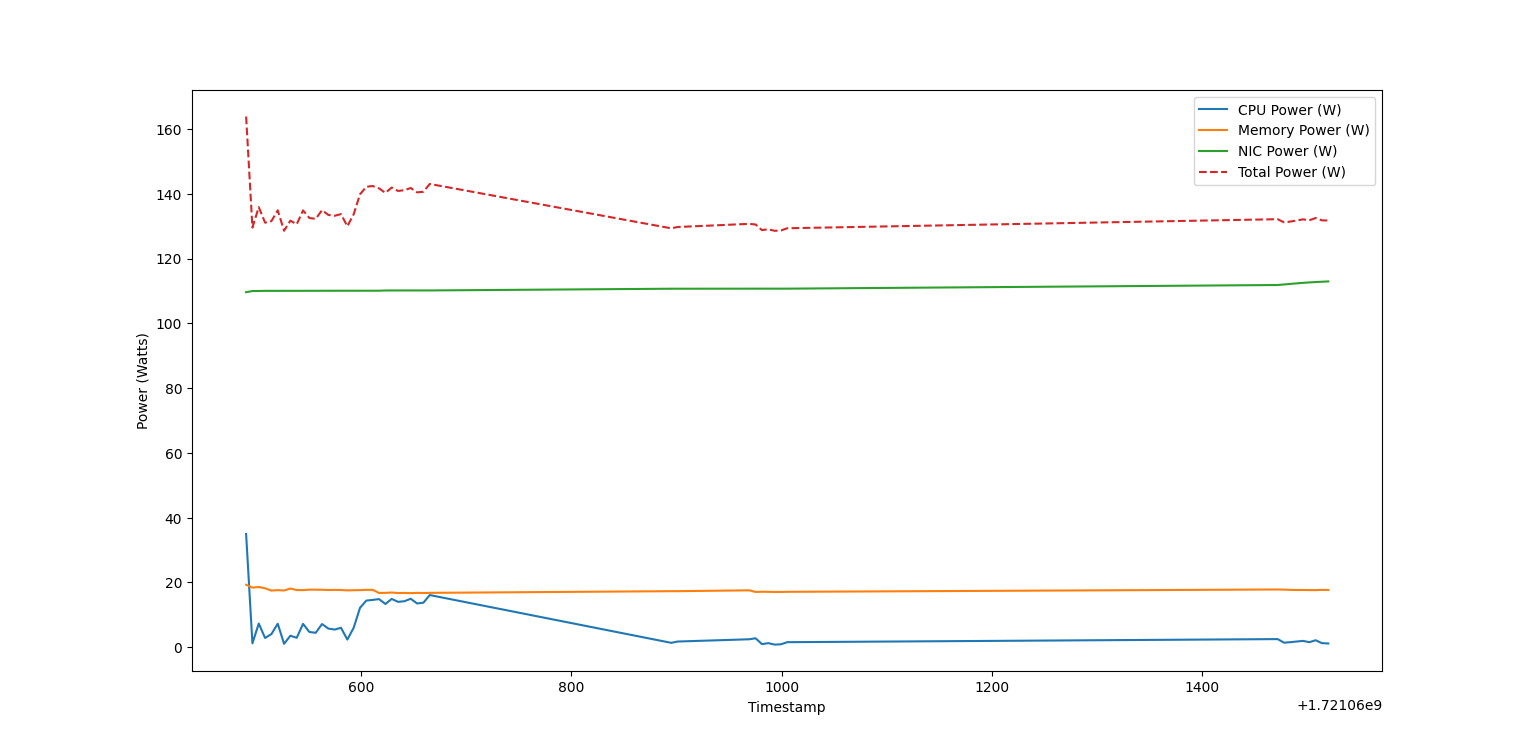 CPU Power (W)
Memory Power (W)
NIC Power (W)
Total Power (W)
160
140
120
100
80
60
40
20
0
Power (Watts)
600
800
1000
1200
1400
Timestamp
+1.72106e9